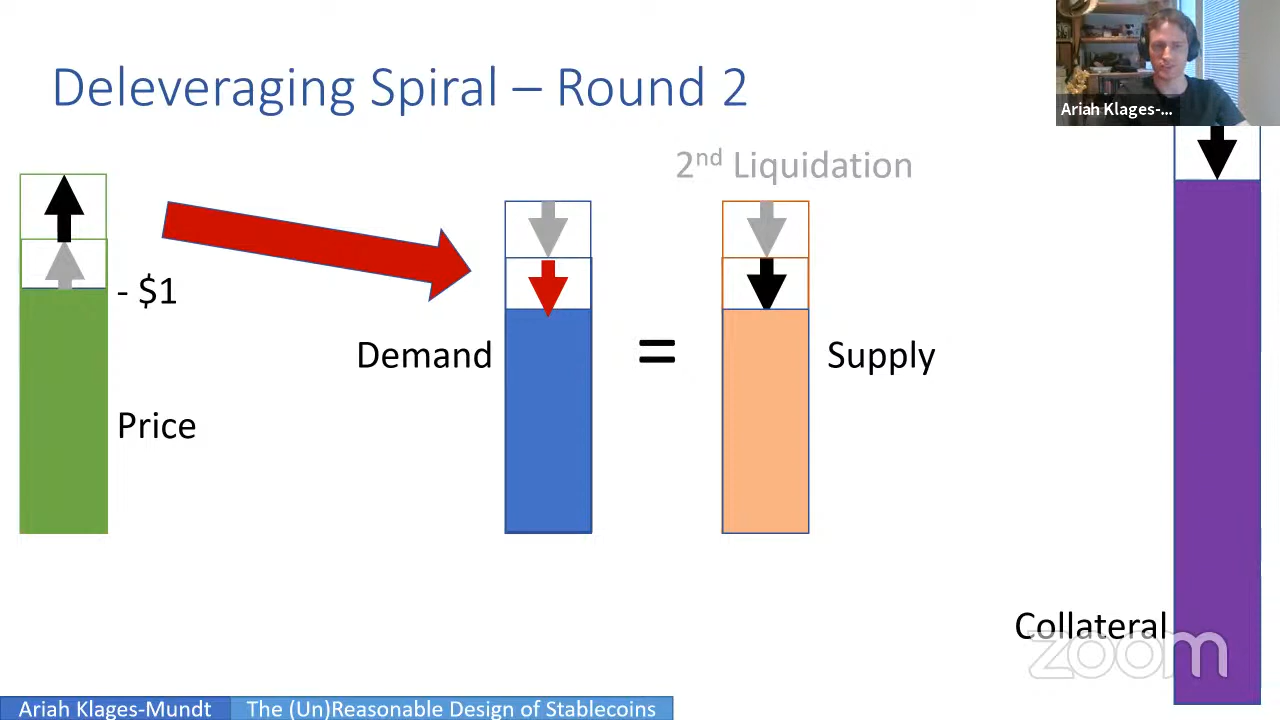 Deleveraging Spiral – Round 2
Ariah Klages-...
2nd Liquidation
- $1
Demand
=
Supply
Price
Collateral
zoom
Ariah Klages-Mundt
The (Un)Reasonable Design of Stablecoins